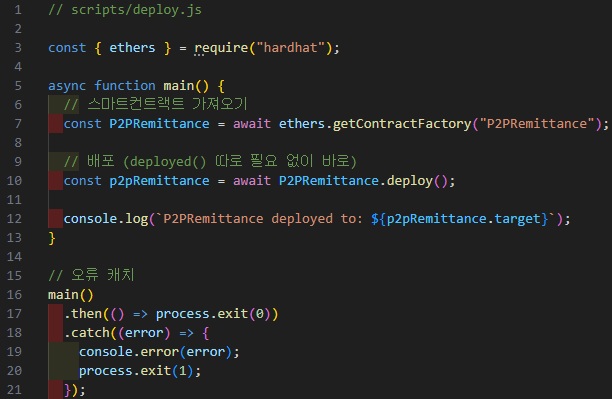 1 // scripts/deploy.js
2
3 const { ethers } = require("hardhat");
4
5 async function main() {
6   // 스마트컨트랙트 가져오기
7   const P2PRemittance = await ethers.getContractFactory("P2PRemittance");
8
9   // 배포 (deployed() 따로 필요 없이 바로)
10   const p2pRemittance = await P2PRemittance.deploy();
11
12   console.log(`P2PRemittance deployed to: ${p2pRemittance.target}`);
13 }
14
15 // 오류 캐치
16 main()
17   .then(() => process.exit(0))
18   .catch((error) => {
19     console.error(error);
20     process.exit(1);
21   });